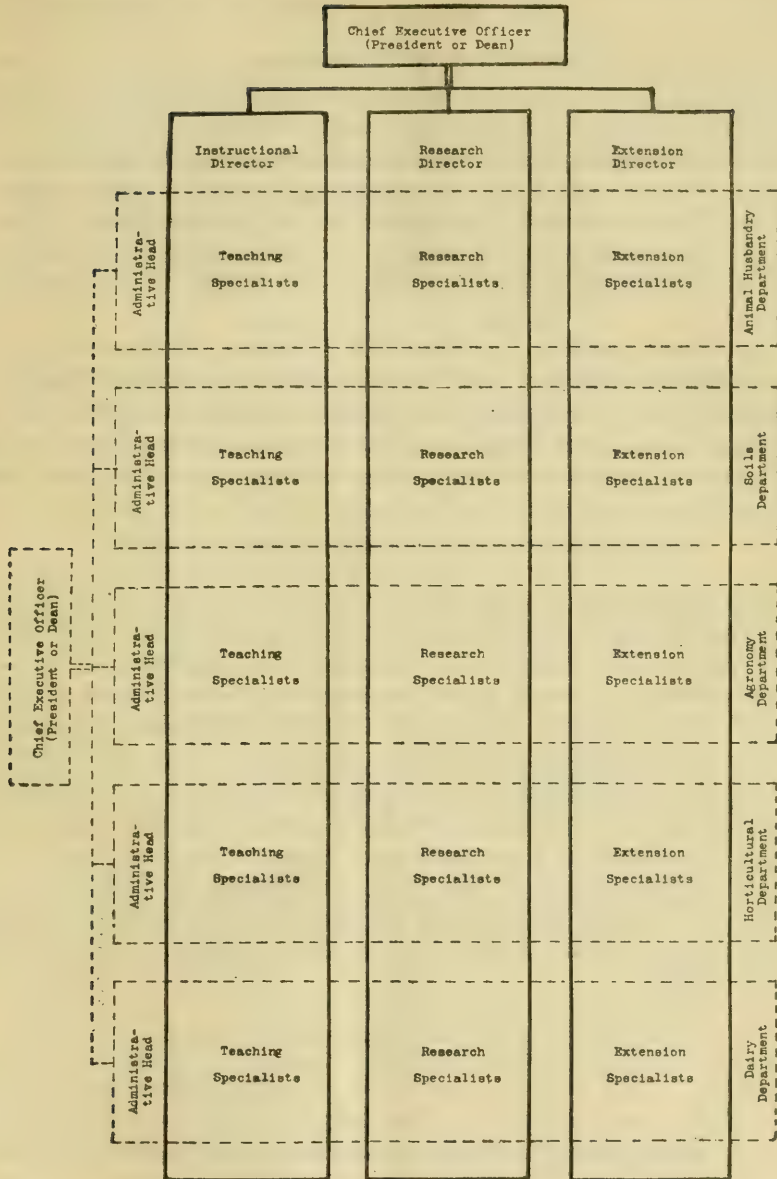 Chief Executive Officer
(President or Dean)
Instructional
Director
Research
Director
Extension
Director
Administra-
tive Head
Teaching
Specialists
Research
Specialists
Extension
Specialists
Animal Husbandry
Department
Administra-
tive Head
Teaching
Specialists
Research
Specialists
Extension
Specialists
Soils
Department
Chief Executive Officer
(President or Dean)
Administra-
tive Head
Teaching
Specialists
Research
Specialists
Extension
Specialists
Agronomy
Department
Administra-
tive Head
Teaching
Specialists
Research
Specialists
Extension
Specialists
Horticultural
Department
Administra-
tive Head
Teaching
Specialists
Research
Specialists
Extension
Specialists
Dairy
Department